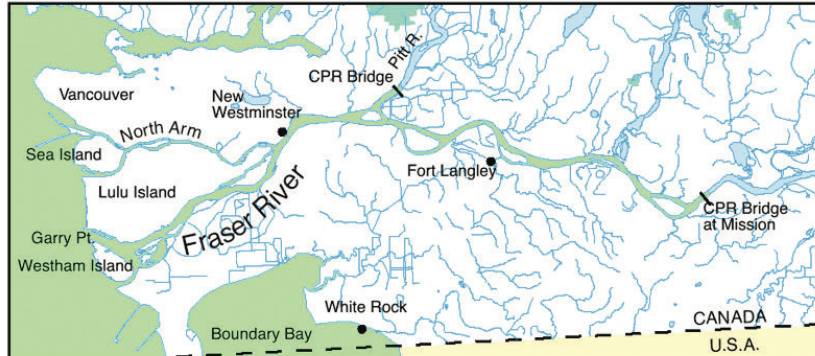 Pitt R.
CPR Bridge
Vancouver
New
Westminster
North Arm
Sea Island
Fort Langley
Lulu Island
Fraser River
CPR Bridge
at Mission
Garry Pt.
Westham Island
White Rock
Boundary Bay
CANADA
U.S.A.